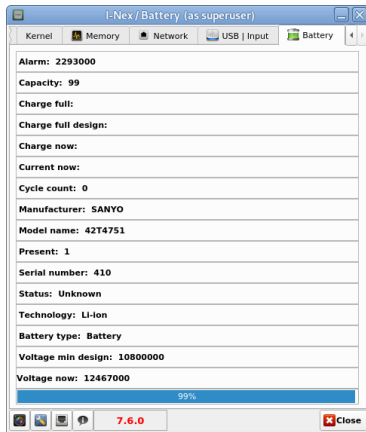 I-Nex / Battery (as superuser)
Kernel Memory Network USB | Input Battery
Alarm: 2293000
Capacity: 99
Charge full:
Charge full design:
Charge now:
Current now:
Cycle count: 0
Manufacturer: SANYO
Model name: 42T4751
Present: 1
Serial number: 410
Status: Unknown
Technology: Li-ion
Battery type: Battery
Voltage min design: 10800000
Voltage now: 12467000
99%
7.6.0 Close